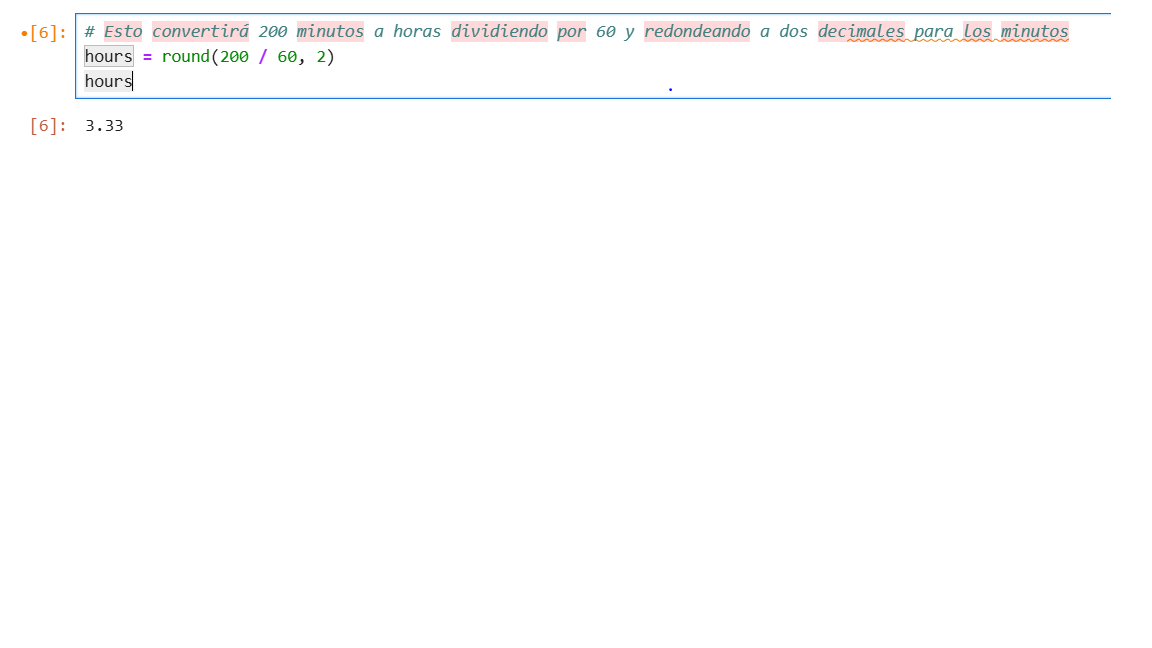 •[6]: # Esto convertirá 200 minutos a horas dividiendo por 60 y redondeando a dos decimales para los minutos
hours = round(200 / 60, 2)
hours
[6]: 3.33